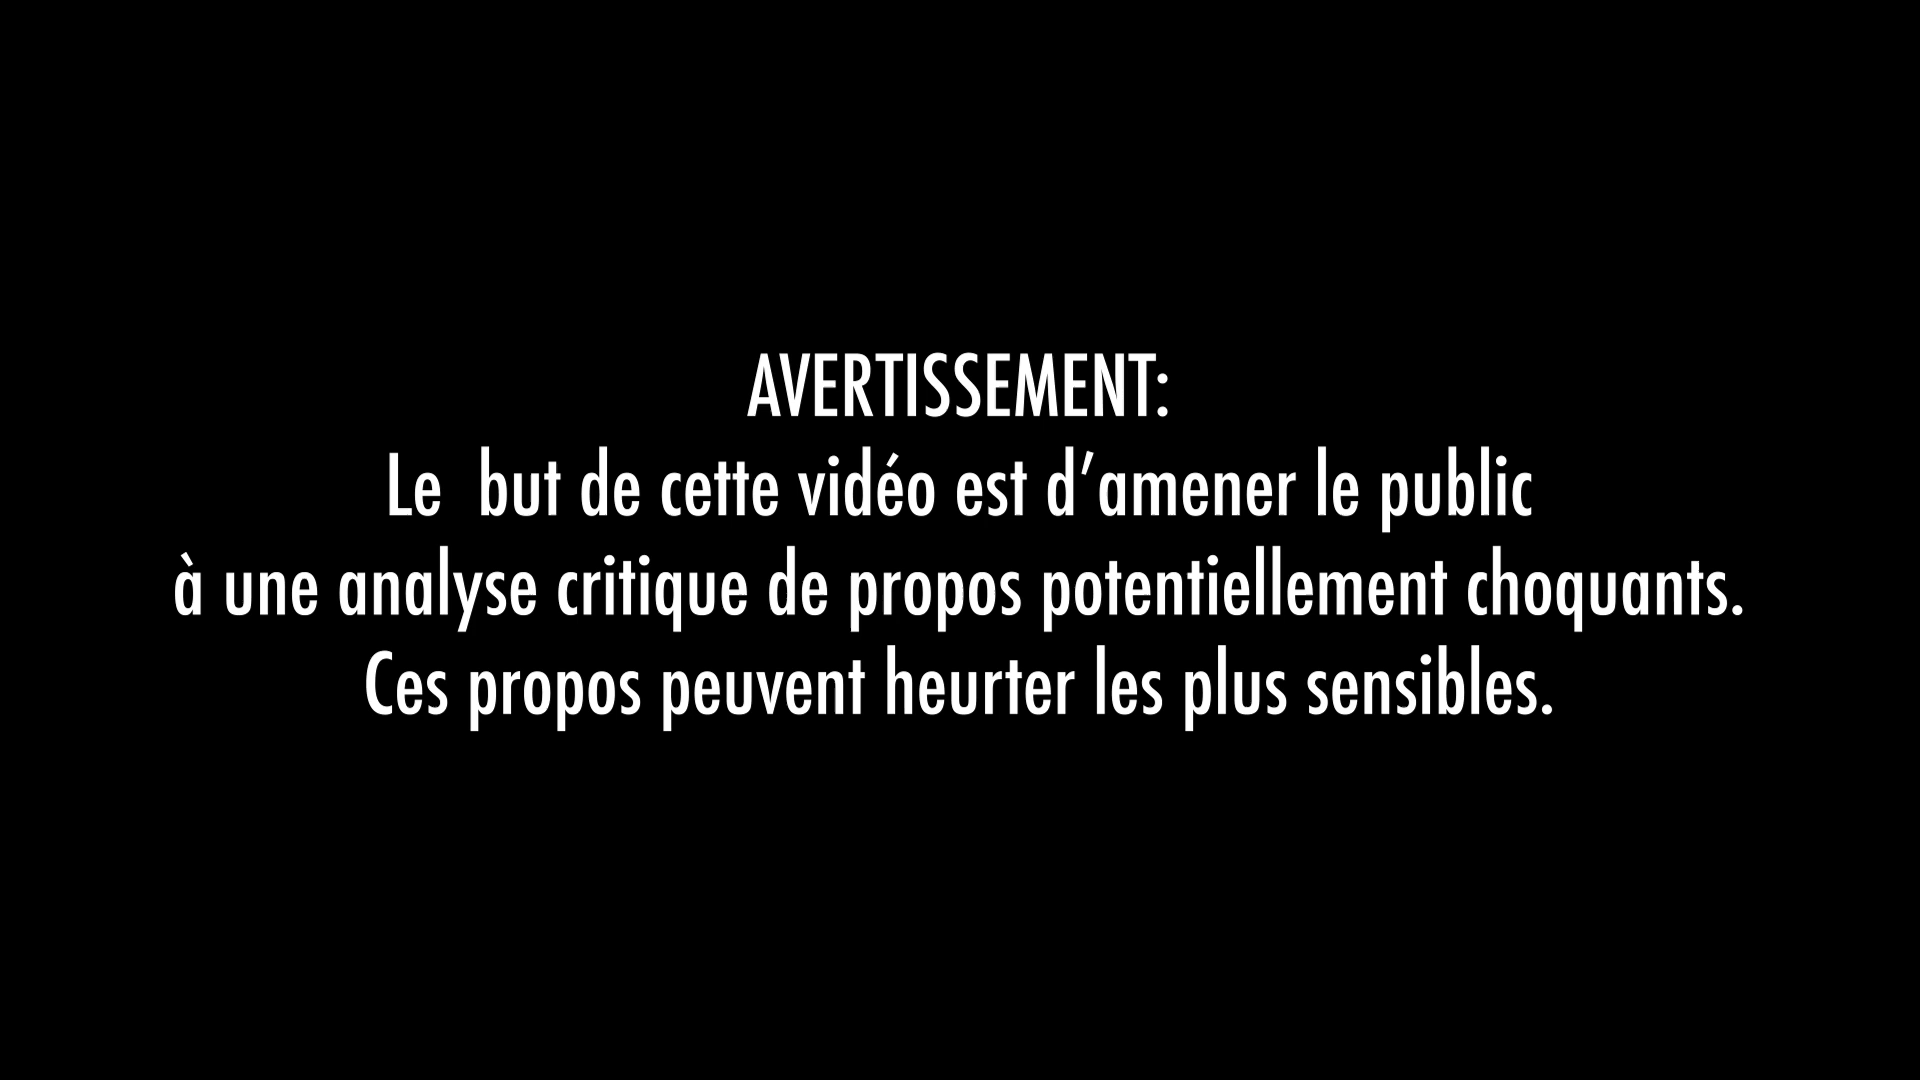 AVERTISSEMENT:
Le  but de cette vidéo est d’amener le public
à une analyse critique de propos potentiellement choquants.
Ces propos peuvent heurter les plus sensibles.